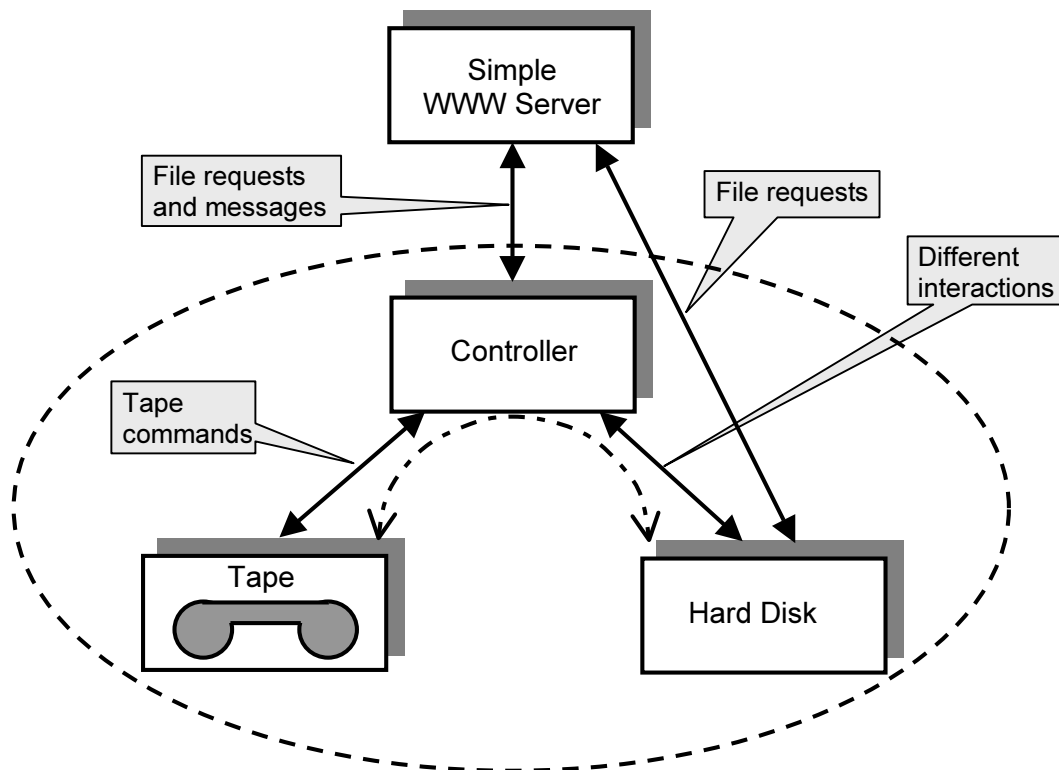 Simple
WWW Server
File requests
and messages
File requests
Different
interactions
Controller
Tape
commands
Tape
Hard Disk